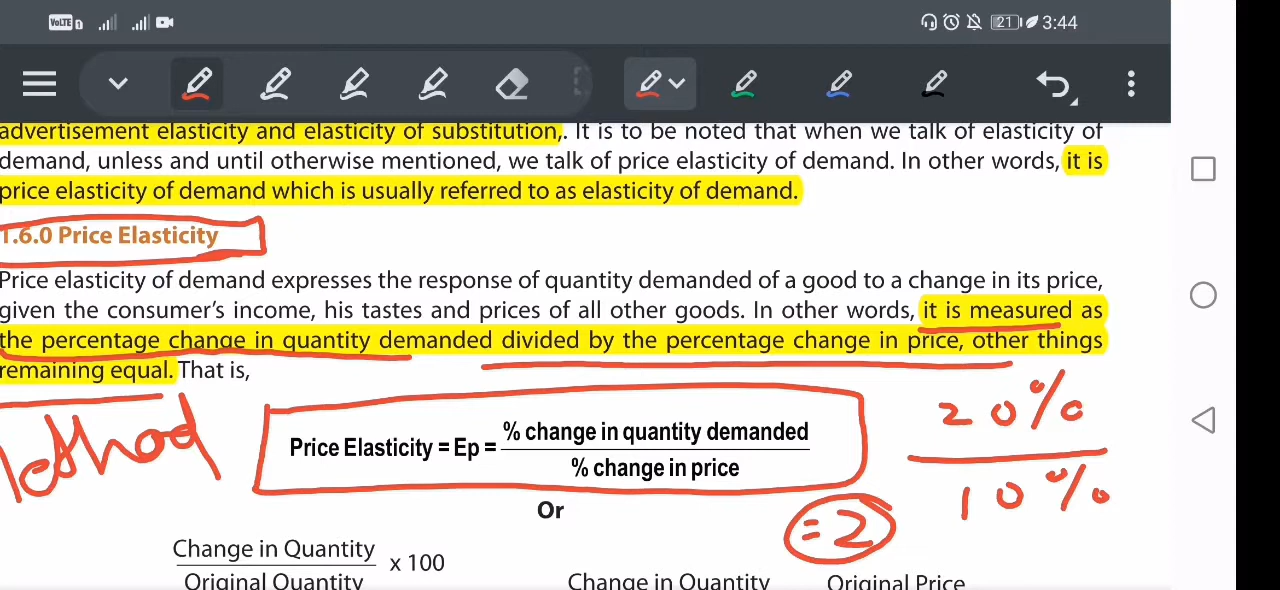 VoLTE 1 21 3:44
advertisement elasticity and elasticity of substitution,. It is to be noted that when we talk of elasticity of
demand, unless and until otherwise mentioned, we talk of price elasticity of demand. In other words, it is
price elasticity of demand which is usually referred to as elasticity of demand.
1.6.0 Price Elasticity
Price elasticity of demand expresses the response of quantity demanded of a good to a change in its price,
given the consumer’s income, his tastes and prices of all other goods. In other words, it is measured as
the percentage change in quantity demanded divided by the percentage change in price, other things
remaining equal. That is,
Price Elasticity = Ep = % change in quantity demanded
% change in price
20%
10%
= 2
Or
Change in Quantity
x 100
Original Quantity
Change in Quantity Original Price